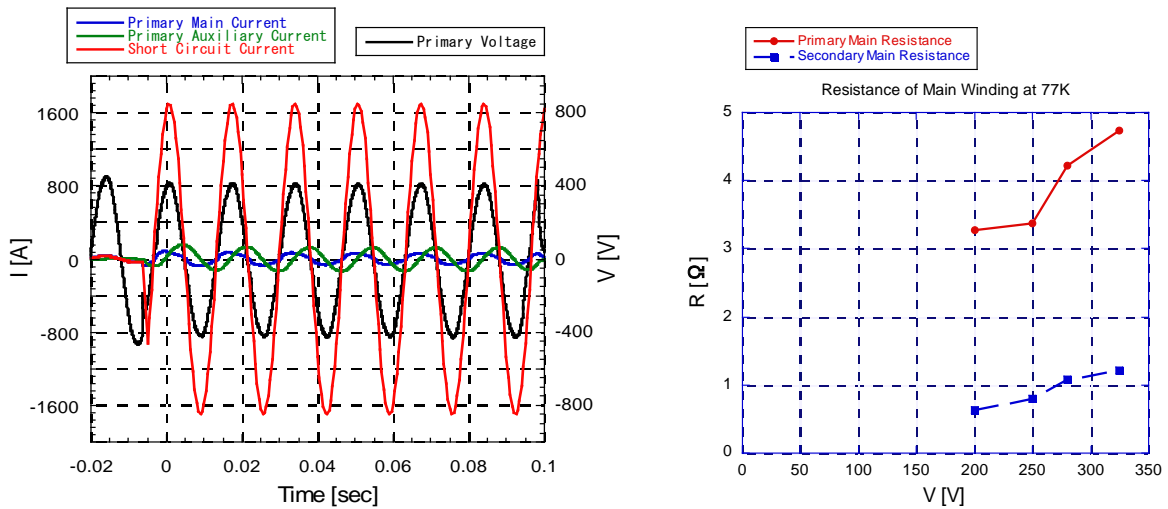 Primary Main Current
Primary Auxiliary Current
Short Circuit Current
Primary Voltage
1600
800
0
-800
-1600
I [A]
800
400
0
-400
-800
V [V]
-0.02 0 0.02 0.04 0.06 0.08 0.1
Time [sec]
Primary Main Resistance
Secondary Main Resistance
Resistance of Main Winding at 77K
5
4
3
2
1
0
R [Ω]
0 50 100 150 200 250 300 350
V [V]